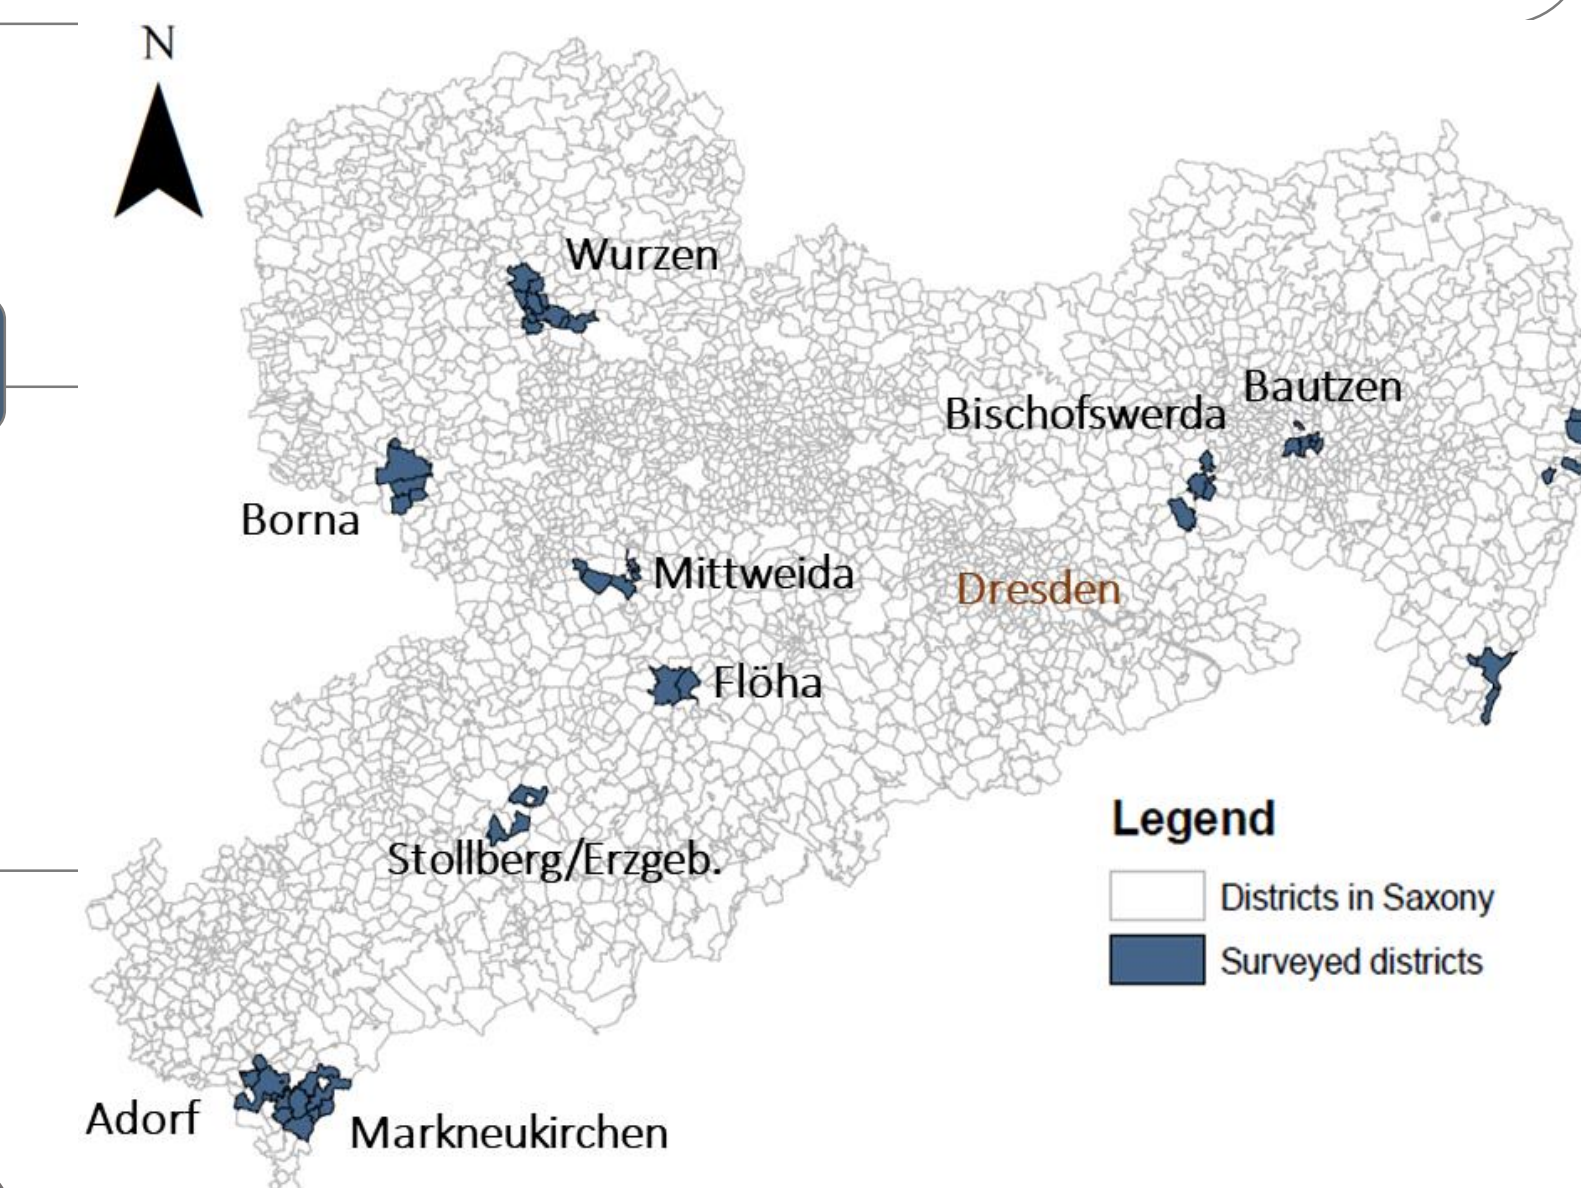 N
Wurzen
Bautzen
Bischofswerda
Borna
Mittweida
Dresden
Flöha
Stollberg/Erzgeb.
Legend
Districts in Saxony
Surveyed districts
Adorf
Markneukirchen